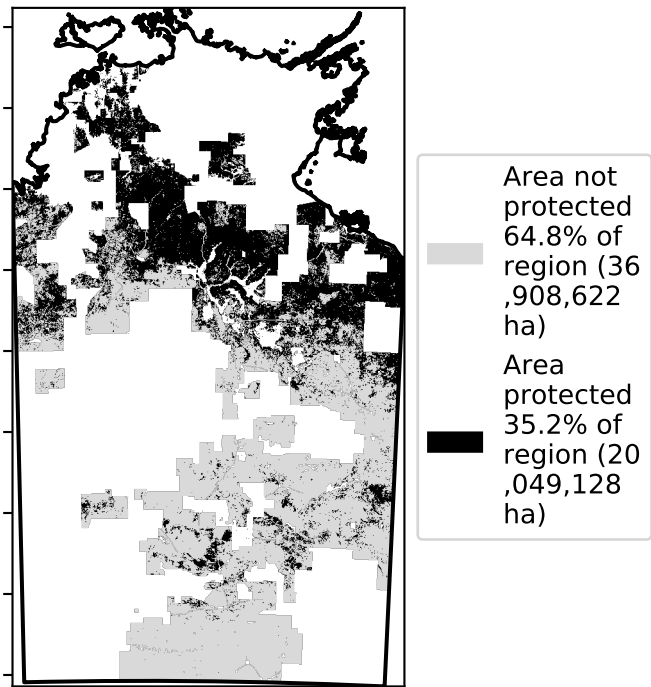 Area not
protected
64.8% of
region (36
,908,622
ha)
Area
protected
35.2% of
region (20
,049,128
ha)